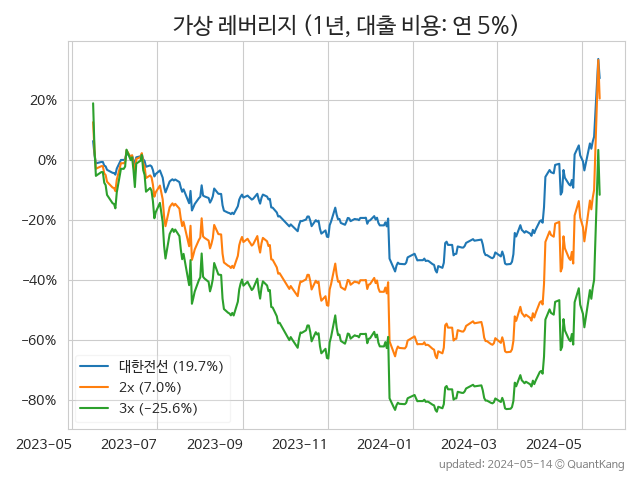 가상 레버리지 (1년, 대출 비용: 연 5%)
20%
0%
−20%
−40%
−60%
−80%
대한전선 (19.7%)
2x (7.0%)
3x (−25.6%)
2023-05 2023-07 2023-09 2023-11 2024-01 2024-03 2024-05
updated: 2024-05-14 © QuantKang